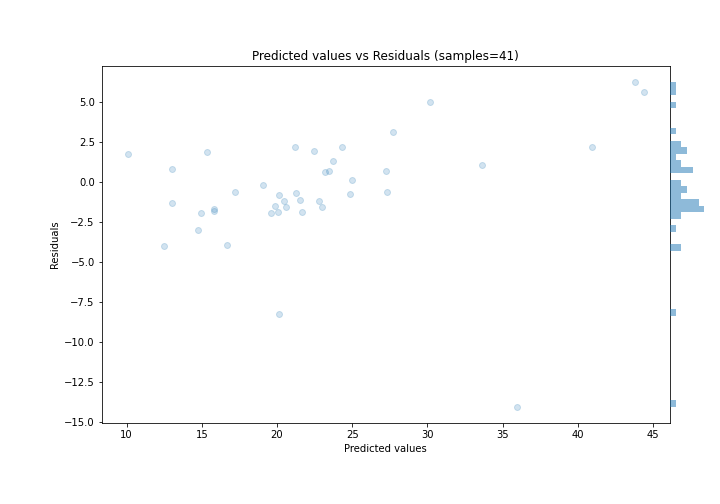 Predicted values vs Residuals (samples=41)
5.0
2.5
0.0
−2.5
−5.0
−7.5
−10.0
−12.5
−15.0
Residuals
10 15 20 25 30 35 40 45
Predicted values